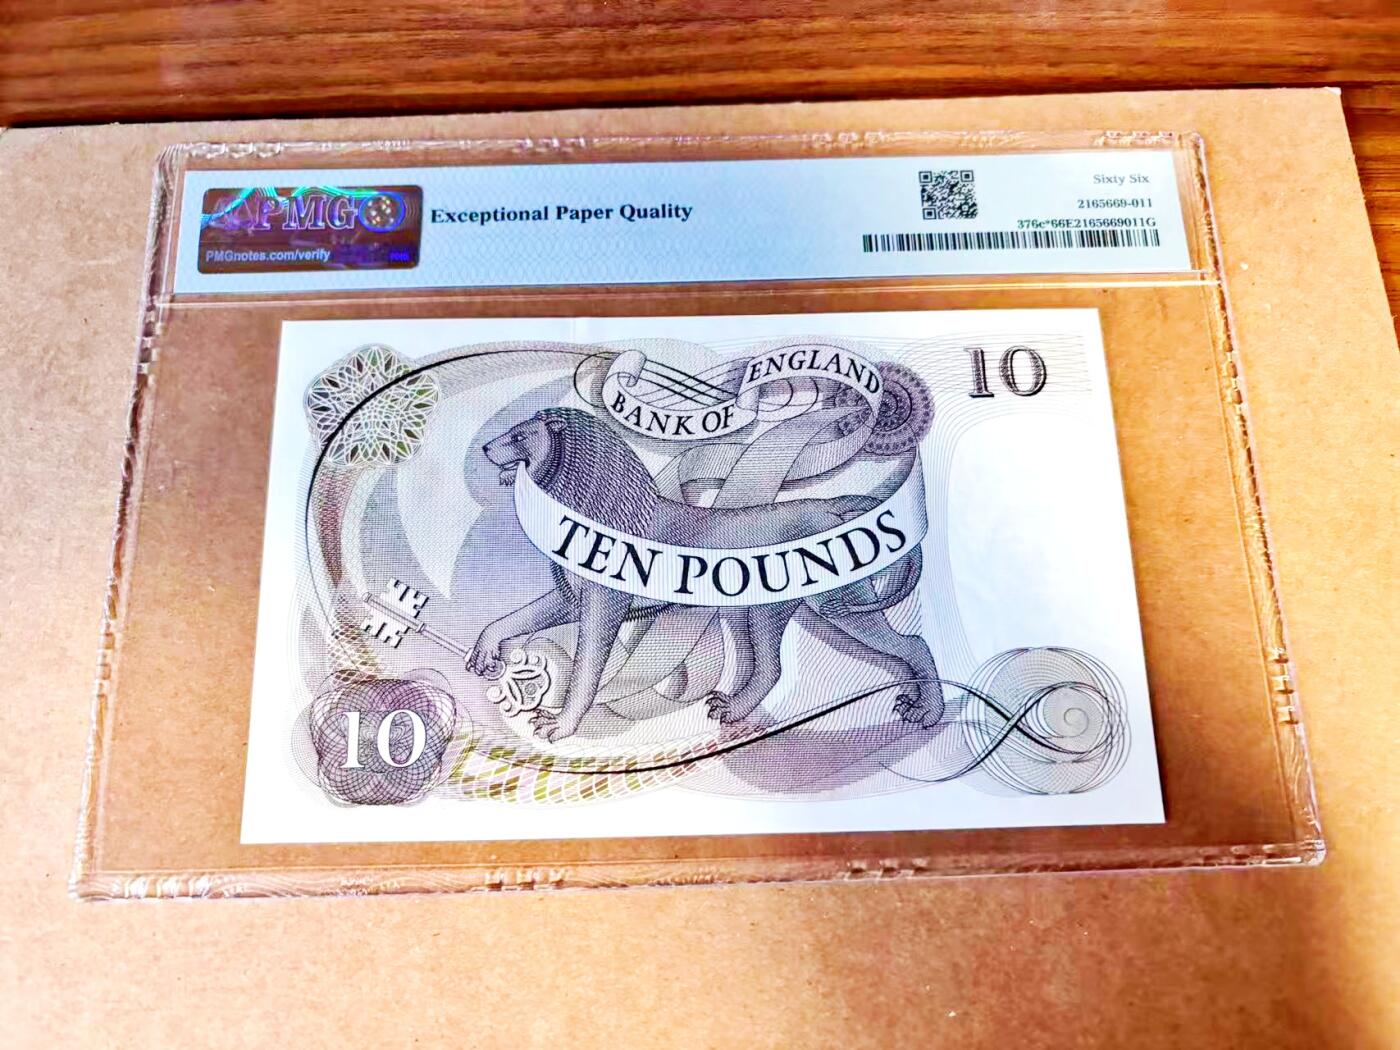 PMG
PMGnotes.com/verify
Exceptional Paper Quality
Sixty Six
2165669-011
376c*66E2165669011G
BANK OF ENGLAND
10
TEN POUNDS
10